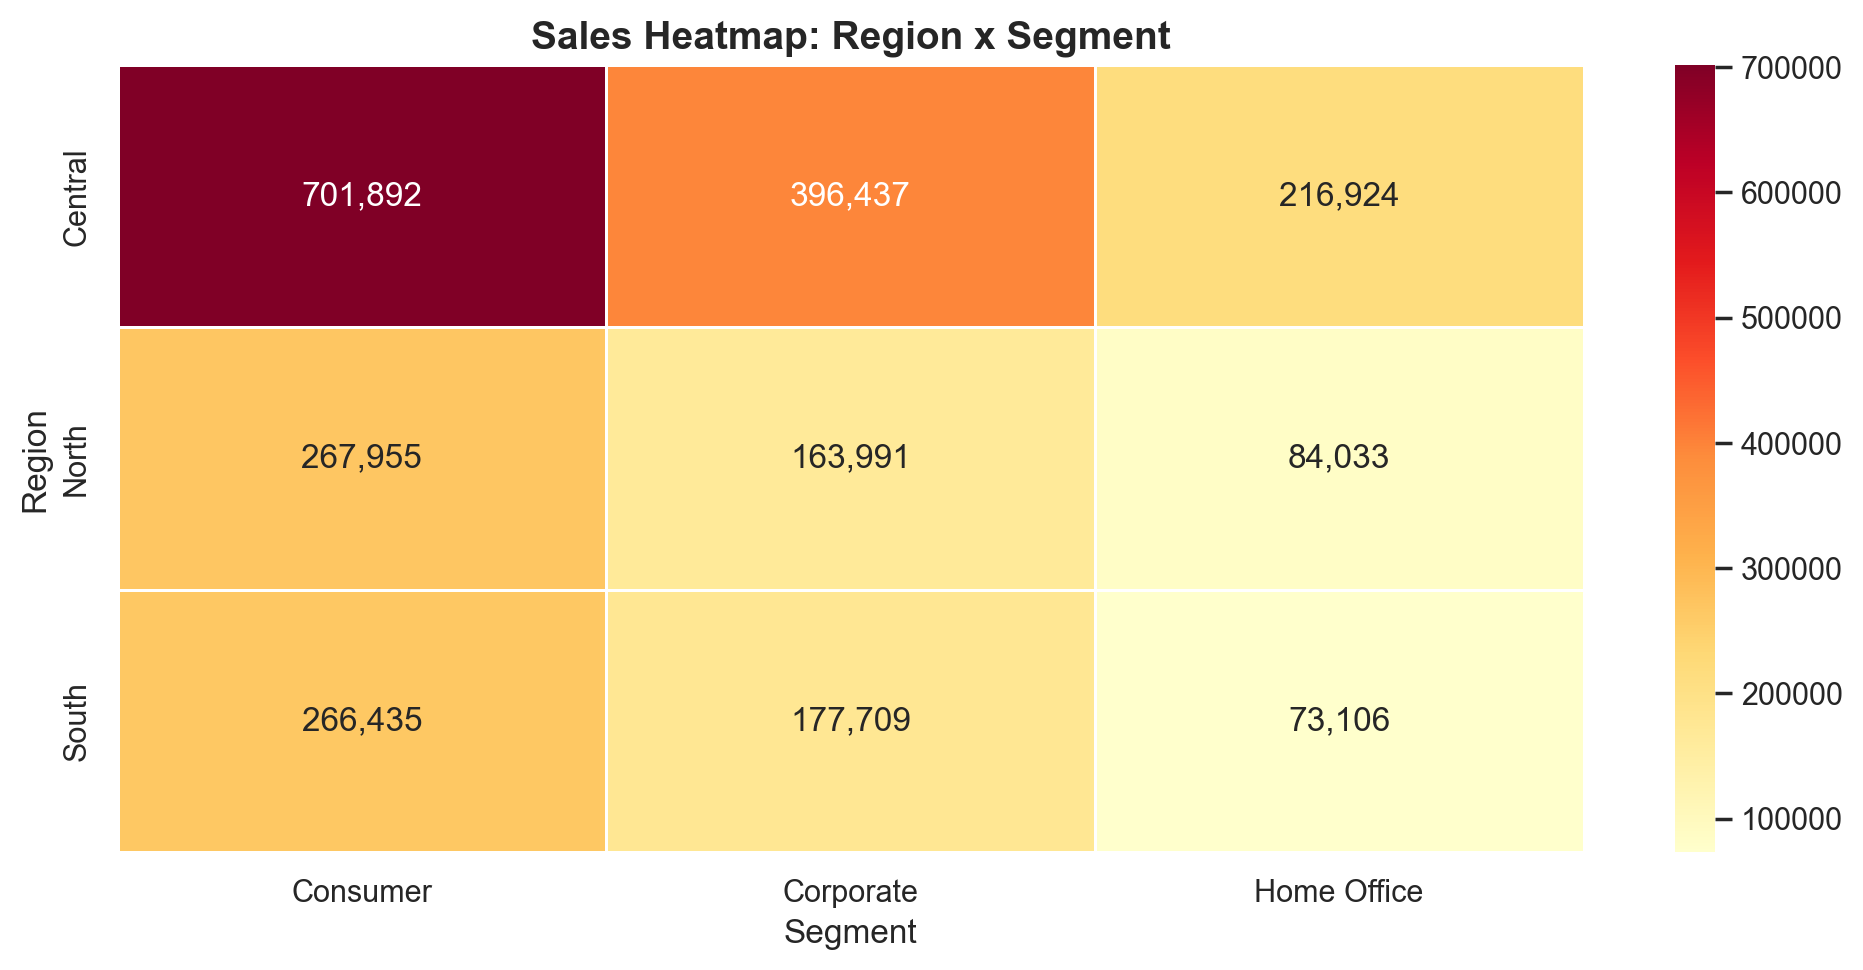 Sales Heatmap: Region x Segment
Region
Central
701,892
396,437
216,924
North
267,955
163,991
84,033
South
266,435
177,709
73,106
Consumer
Corporate
Home Office
Segment
700000
600000
500000
400000
300000
200000
100000